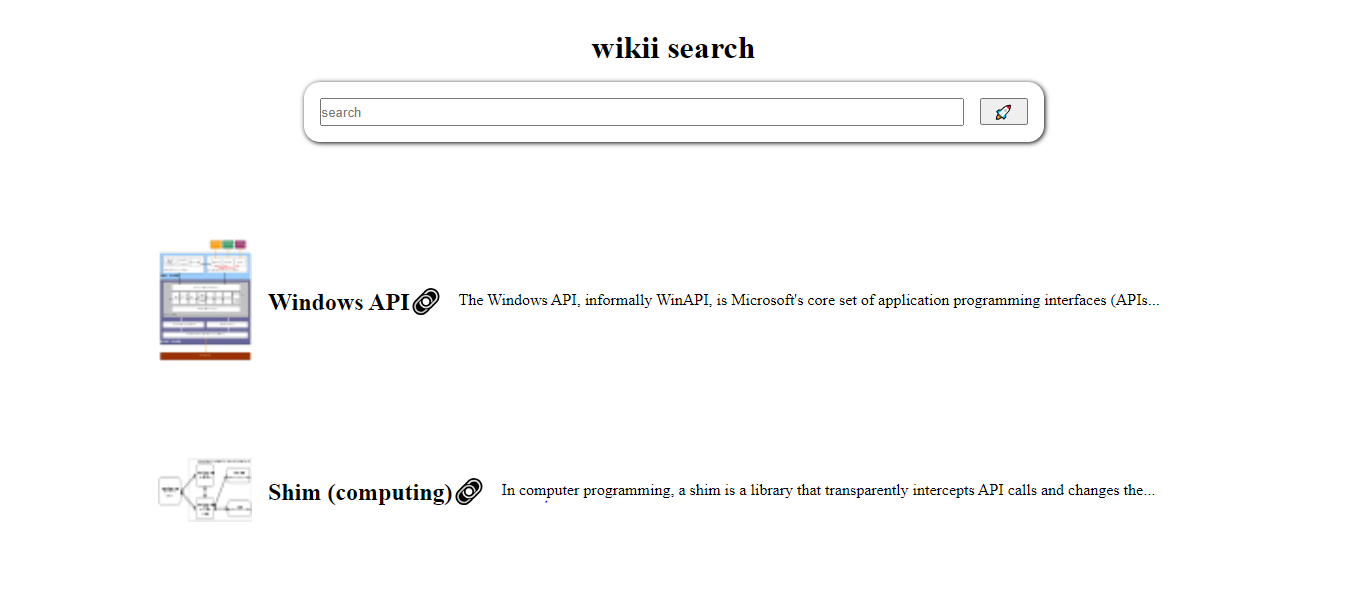 wikii search
search
Windows API
The Windows API, informally WinAPI, is Microsoft's core set of application programming interfaces (APIs...
Shim (computing)
In computer programming, a shim is a library that transparently intercepts API calls and changes the...